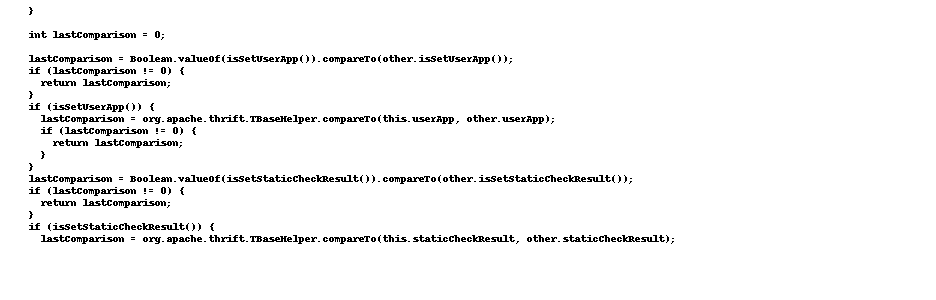 }
int lastComparison = 0;
lastComparison = Boolean.valueOf(isSetUserApp()).compareTo(other.isSetUserApp());
if (lastComparison != 0) {
return lastComparison;
}
if (isSetUserApp()) {
lastComparison = org.apache.thrift.TBaseHelper.compareTo(this.userApp, other.userApp);
if (lastComparison != 0) {
return lastComparison;
}
}
lastComparison = Boolean.valueOf(isSetStaticCheckResult()).compareTo(other.isSetStaticCheckResult());
if (lastComparison != 0) {
return lastComparison;
}
if (isSetStaticCheckResult()) {
lastComparison = org.apache.thrift.TBaseHelper.compareTo(this.staticCheckResult, other.staticCheckResult);